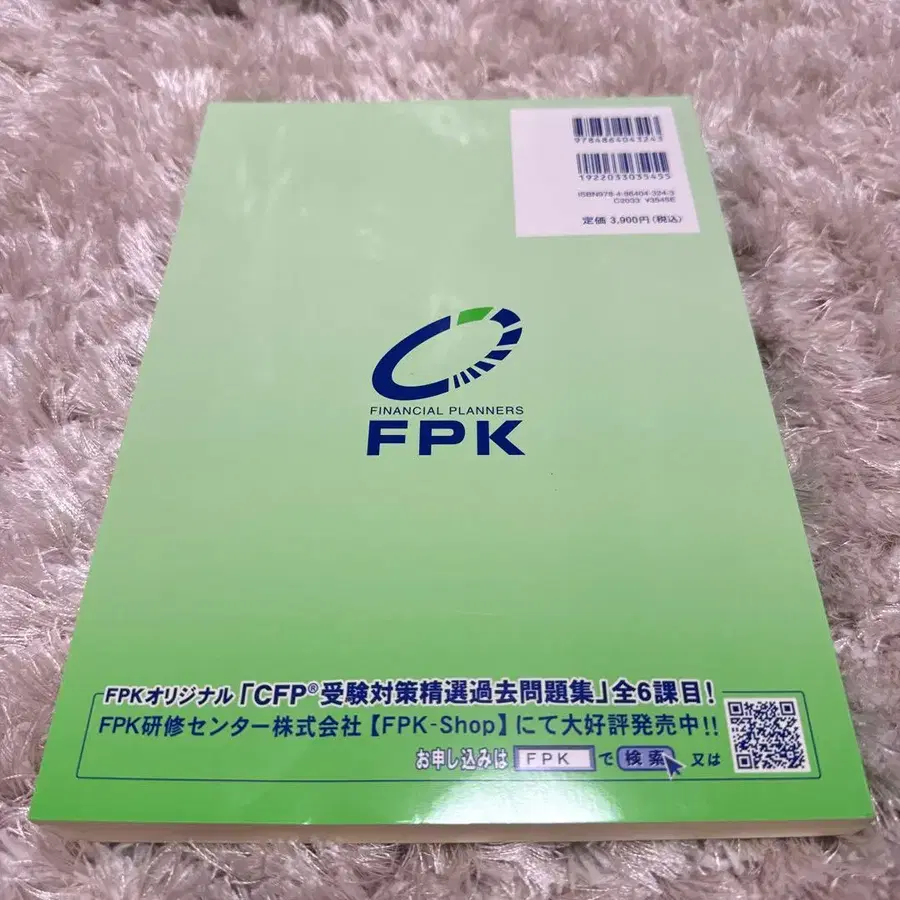 9784864043243
1922033035455
ISBN978-4-86404-324-3
C2033 ¥3545E
定価 3,900円(税込)
FINANCIAL PLANNERS
FPK
FPKオリジナル「CFP®受験対策精選過去問題集」全6課目!
FPK研修センター株式会社【FPK-Shop】にて大好評発売中!!
お申し込みは FPK で 検索 又は